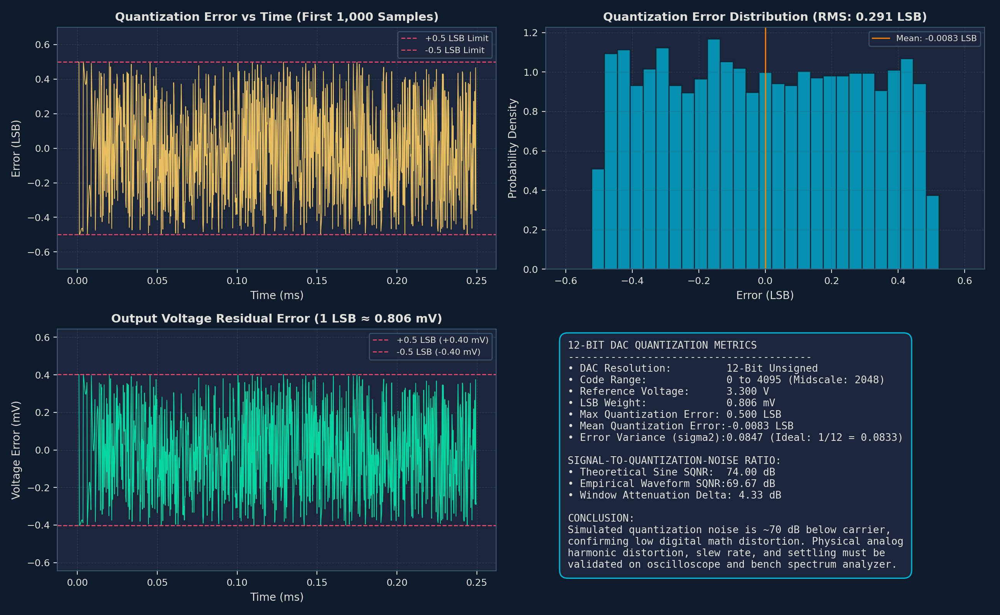 Quantization Error vs Time (First 1,000 Samples)
+0.5 LSB Limit
-0.5 LSB Limit
Error (LSB)
0.6
0.4
0.2
0.0
−0.2
−0.4
−0.6
0.00 0.05 0.10 0.15 0.20 0.25
Time (ms)
Quantization Error Distribution (RMS: 0.291 LSB)
Mean: -0.0083 LSB
Probability Density
1.2
1.0
0.8
0.6
0.4
0.2
0.0
−0.6 −0.4 −0.2 0.0 0.2 0.4 0.6
Error (LSB)
Output Voltage Residual Error (1 LSB ≈ 0.806 mV)
+0.5 LSB (+0.40 mV)
-0.5 LSB (-0.40 mV)
Voltage Error (mV)
0.6
0.4
0.2
0.0
−0.2
−0.4
−0.6
0.00 0.05 0.10 0.15 0.20 0.25
Time (ms)
12-BIT DAC QUANTIZATION METRICS
----------------------------------------
• DAC Resolution: 12-Bit Unsigned
• Code Range: 0 to 4095 (Midscale: 2048)
• Reference Voltage: 3.300 V
• LSB Weight: 0.806 mV
• Max Quantization Error: 0.500 LSB
• Mean Quantization Error:-0.0083 LSB
• Error Variance (sigma2):0.0847 (Ideal: 1/12 = 0.0833)
SIGNAL-TO-QUANTIZATION-NOISE RATIO:
• Theoretical Sine SQNR: 74.00 dB
• Empirical Waveform SQNR:69.67 dB
• Window Attenuation Delta: 4.33 dB
CONCLUSION:
Simulated quantization noise is ~70 dB below carrier,
confirming low digital math distortion. Physical analog
harmonic distortion, slew rate, and settling must be
validated on oscilloscope and bench spectrum analyzer.